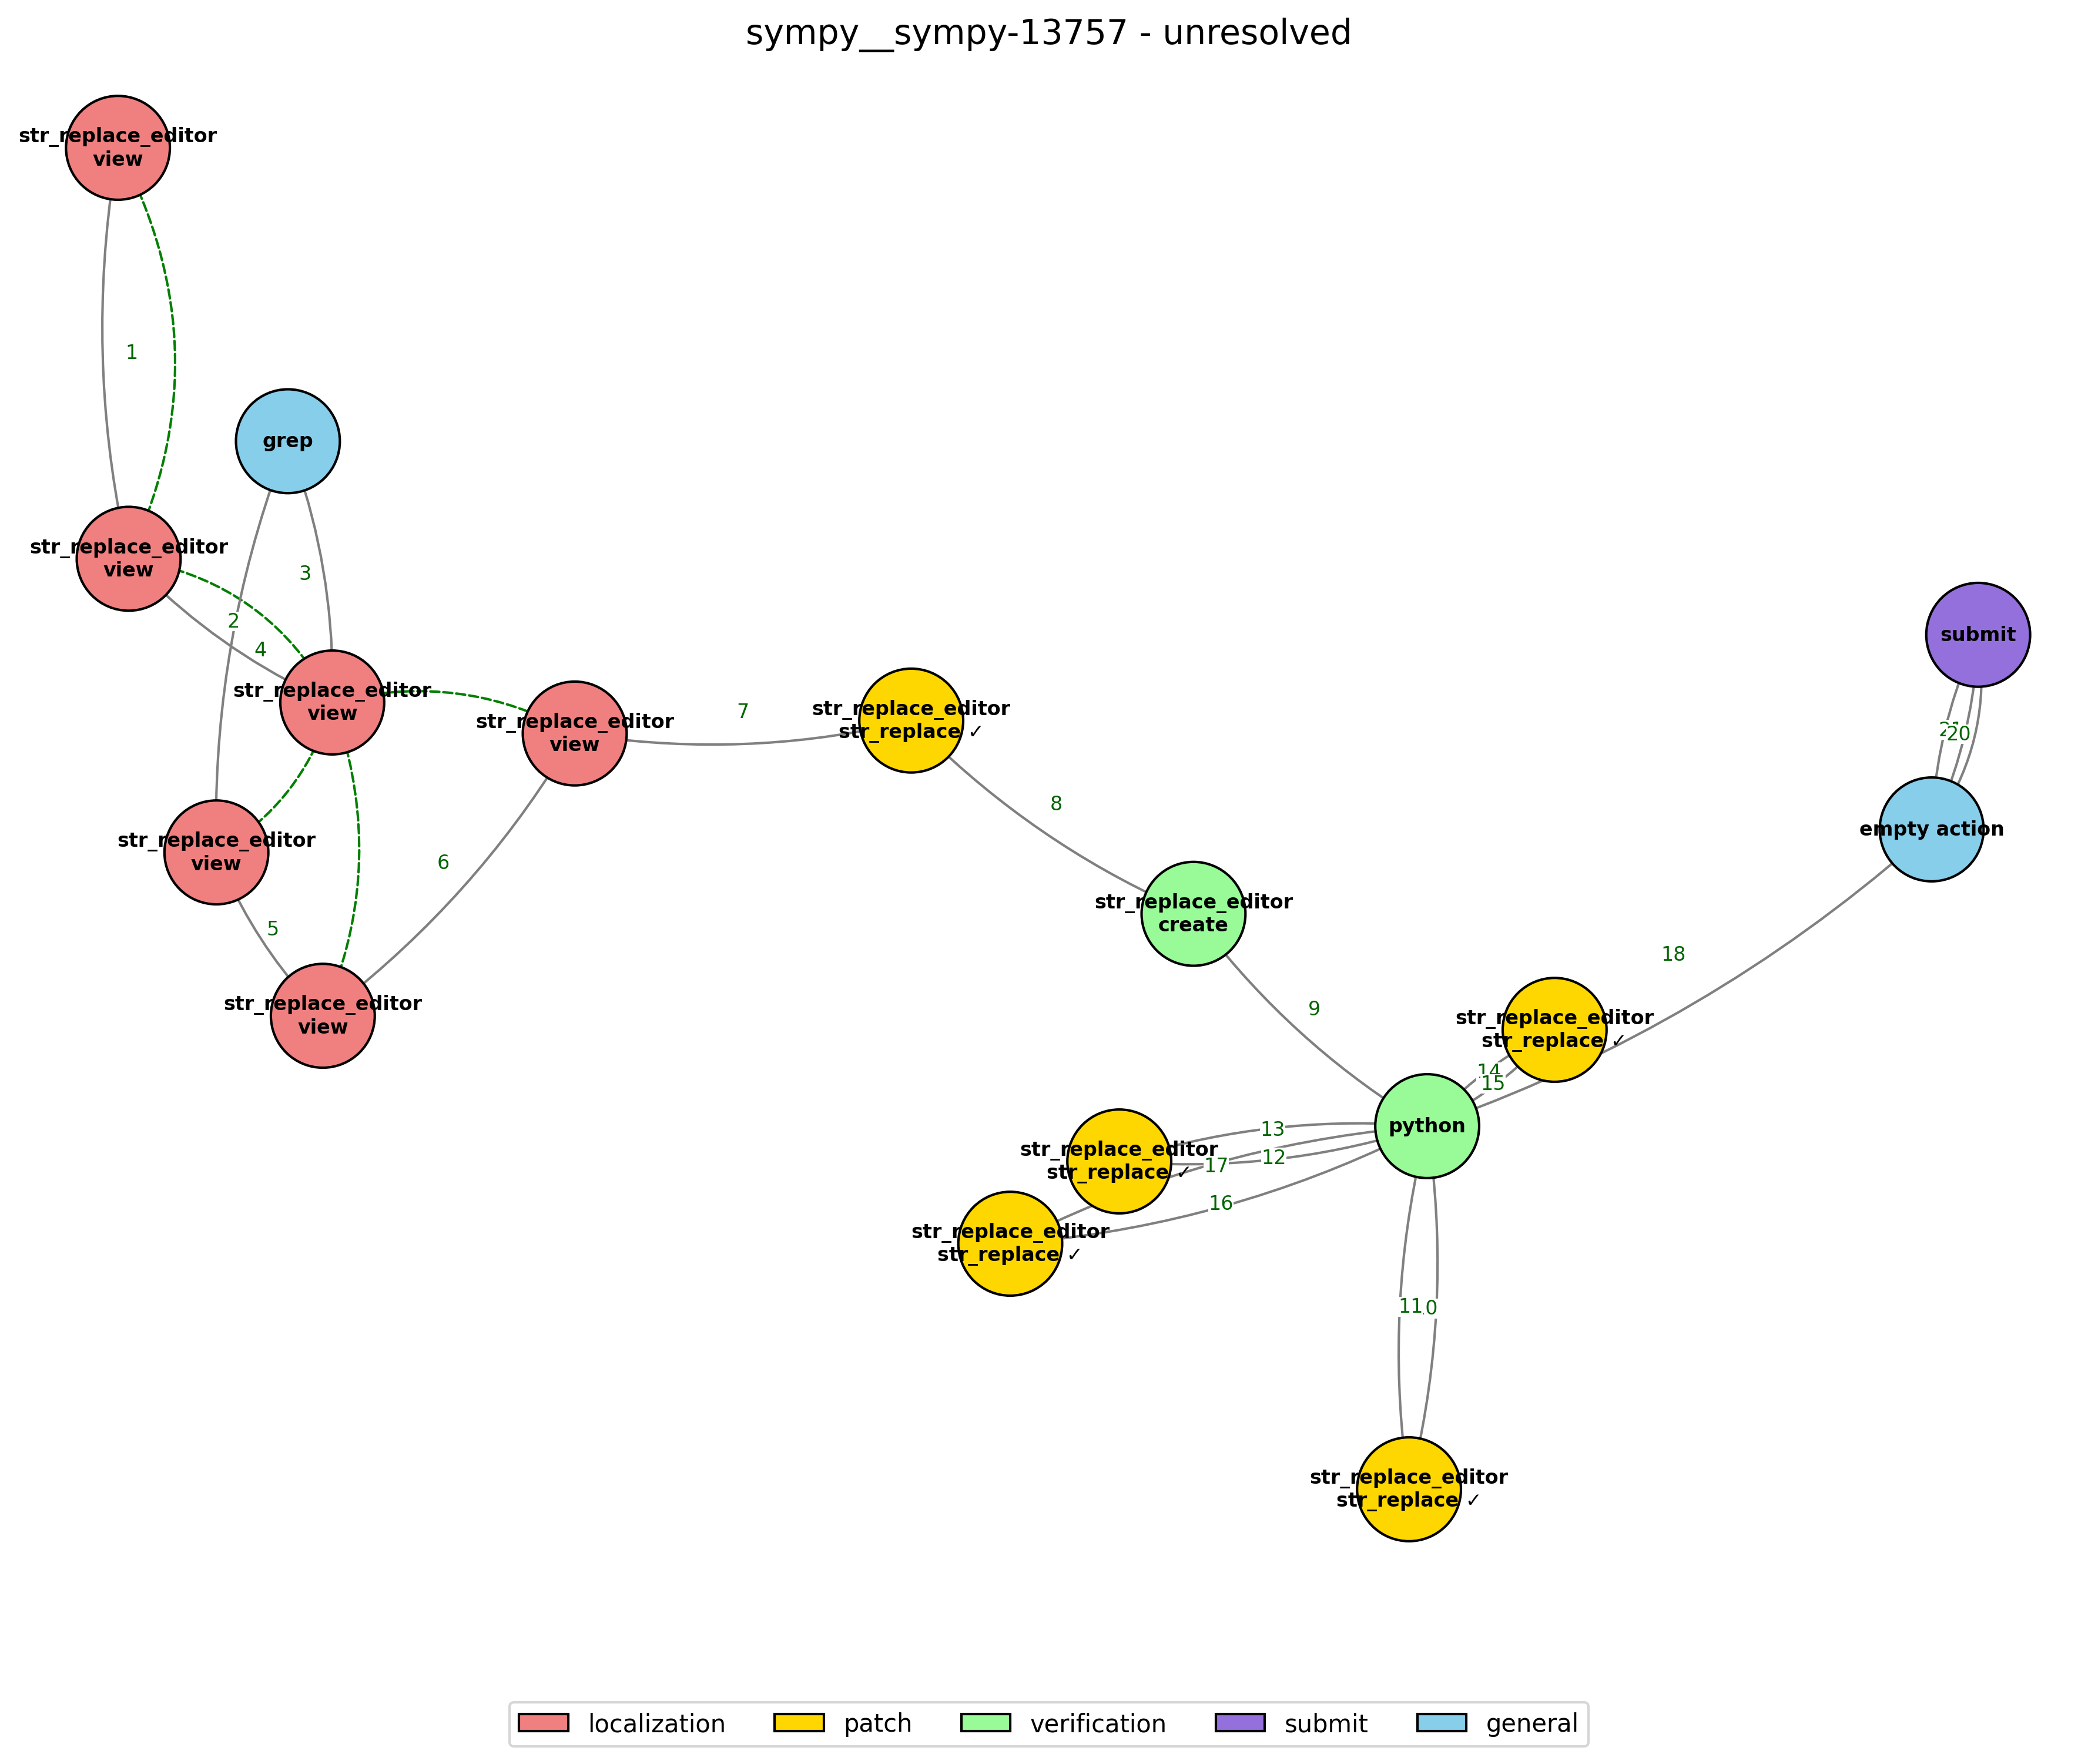 sympy__sympy-13757 - unresolved
str_replace_editor
view
1
grep
str_replace_editor
view
3
2
4
str_replace_editor
view
str_replace_editor
view
7
str_replace_editor
str_replace ✓
submit
20
empty action
8
str_replace_editor
view
6
5
str_replace_editor
view
str_replace_editor
create
9
18
str_replace_editor
str_replace ✓
14
15
python
13
12
17
str_replace_editor
str_replace ✓
16
str_replace_editor
str_replace ✓
11
str_replace_editor
str_replace ✓
localization
patch
verification
submit
general